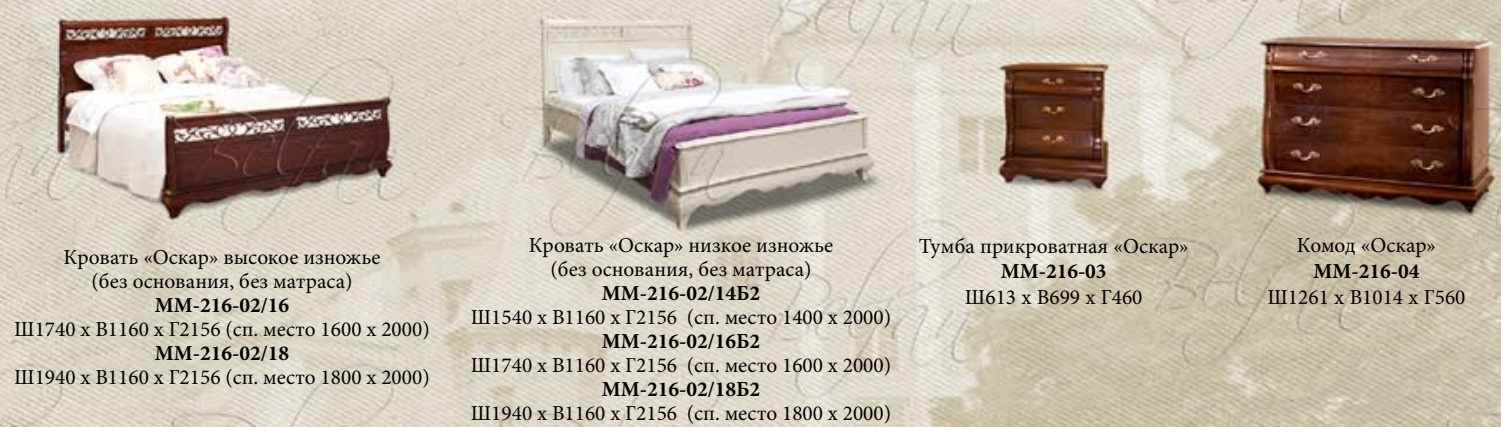 Кровать «Оскар» высокое изножье
(без основания, без матраса)
ММ-216-02/16
Ш1740 х В1160 х Г2156 (сп. место 1600 х 2000)
ММ-216-02/18
Ш1940 х В1160 х Г2156 (сп. место 1800 х 2000)
Кровать «Оскар» низкое изножье
(без основания, без матраса)
ММ-216-02/14Б2
Ш1540 х В1160 х Г2156 (сп. место 1400 х 2000)
ММ-216-02/16Б2
Ш1740 х В1160 х Г2156 (сп. место 1600 х 2000)
ММ-216-02/18Б2
Ш1940 х В1160 х Г2156 (сп. место 1800 х 2000)
Тумба прикроватная «Оскар»
ММ-216-03
Ш613 х В699 х Г460
Комод «Оскар»
ММ-216-04
Ш1261 х В1014 х Г560